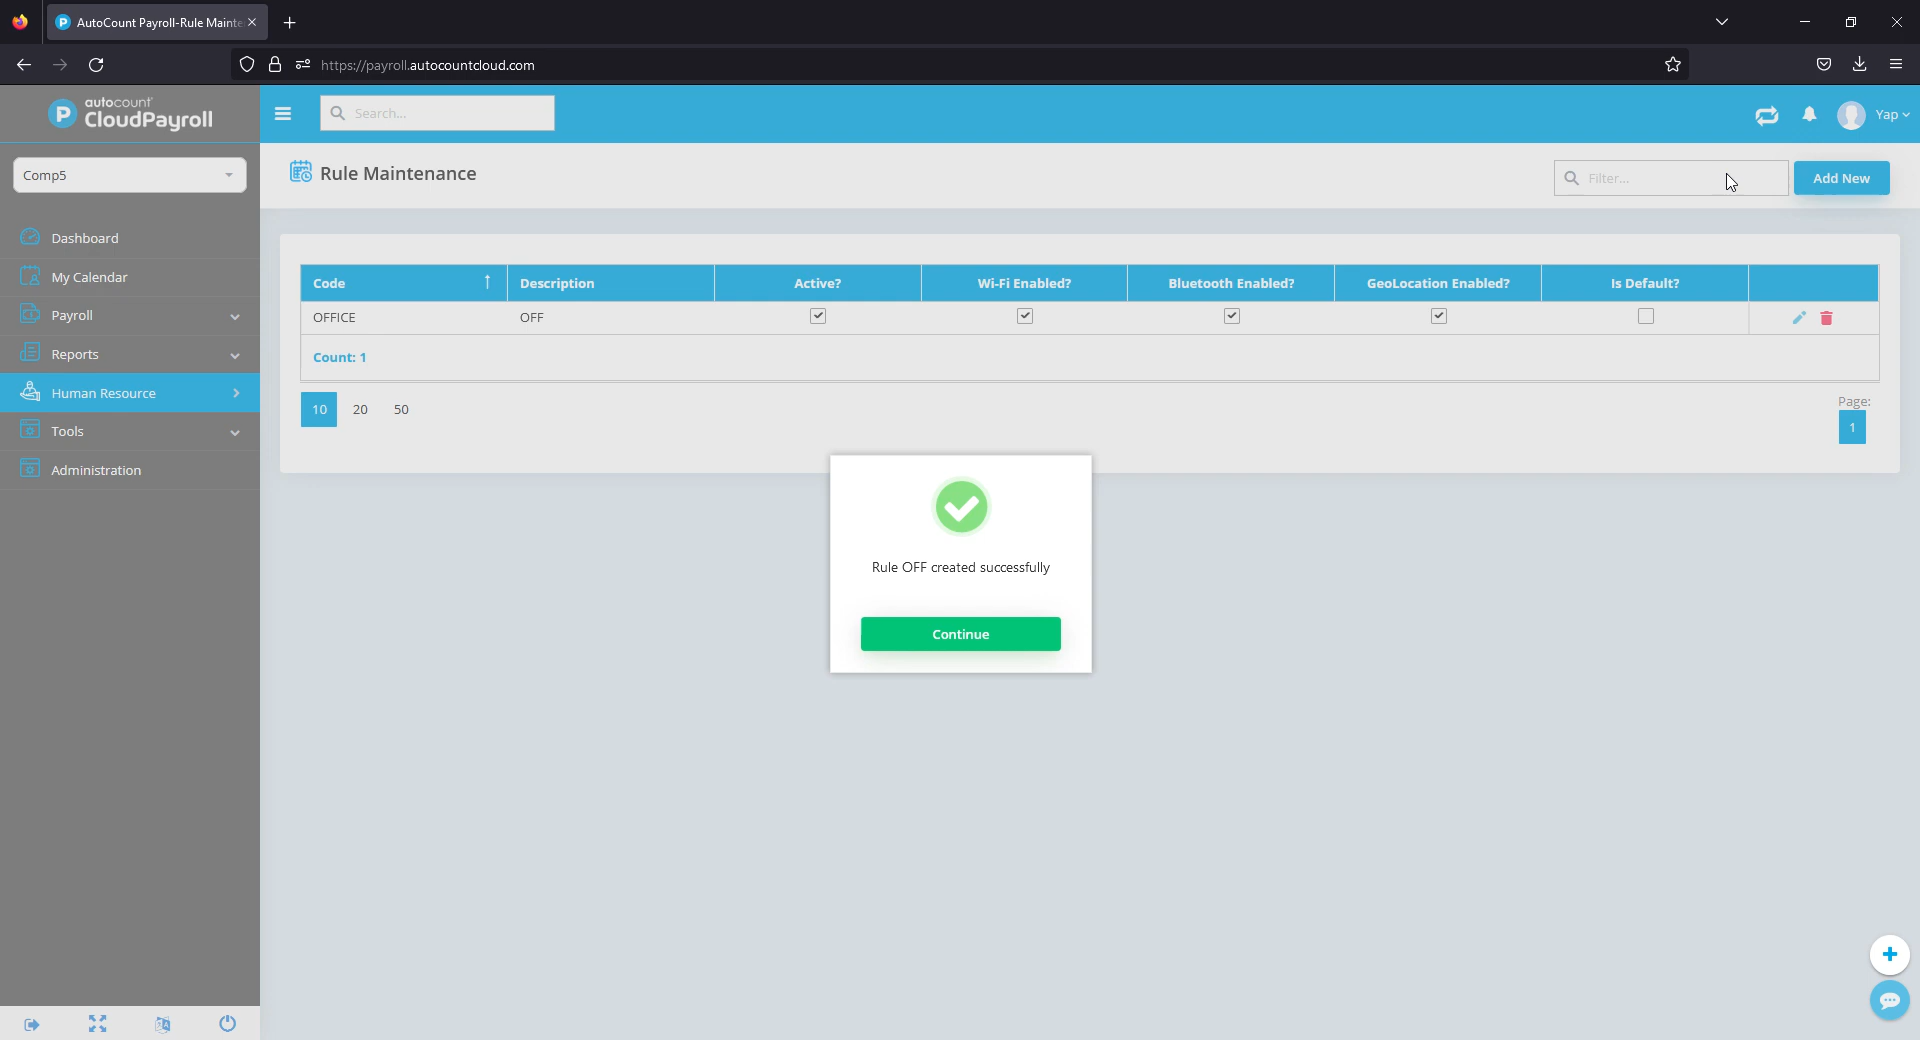 AutoCount Payroll-Rule Mainte
https://payroll.autocountcloud.com
autocount
CloudPayroll
Search...
Yap
Comp5
Rule Maintenance
Filter...
Add New
Dashboard
My Calendar
Payroll
Reports
Human Resource
Tools
Administration
Code Description Active? Wi-Fi Enabled? Bluetooth Enabled? GeoLocation Enabled? Is Default?
OFFICE OFF
Count: 1
10 20 50
Page:
1
Rule OFF created successfully
Continue